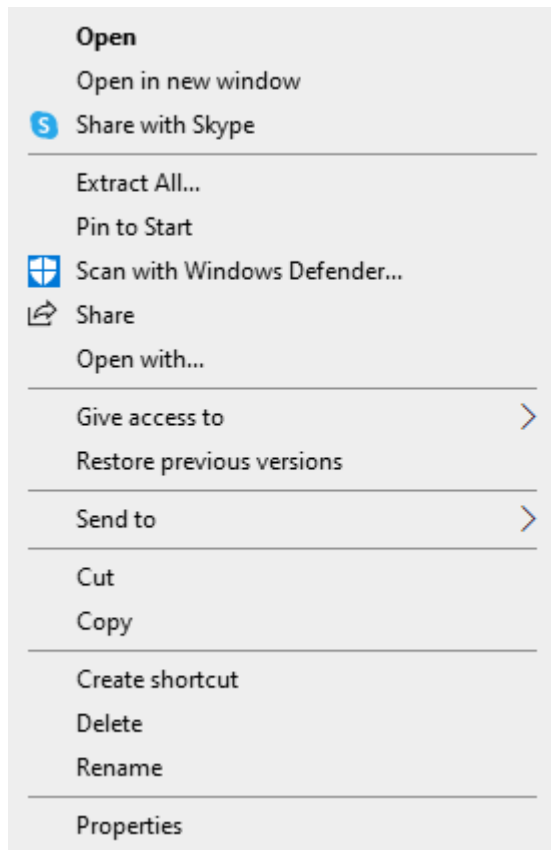 Open
Open in new window
Share with Skype
Extract All...
Pin to Start
Scan with Windows Defender...
Share
Open with...
Give access to
Restore previous versions
Send to
Cut
Copy
Create shortcut
Delete
Rename
Properties